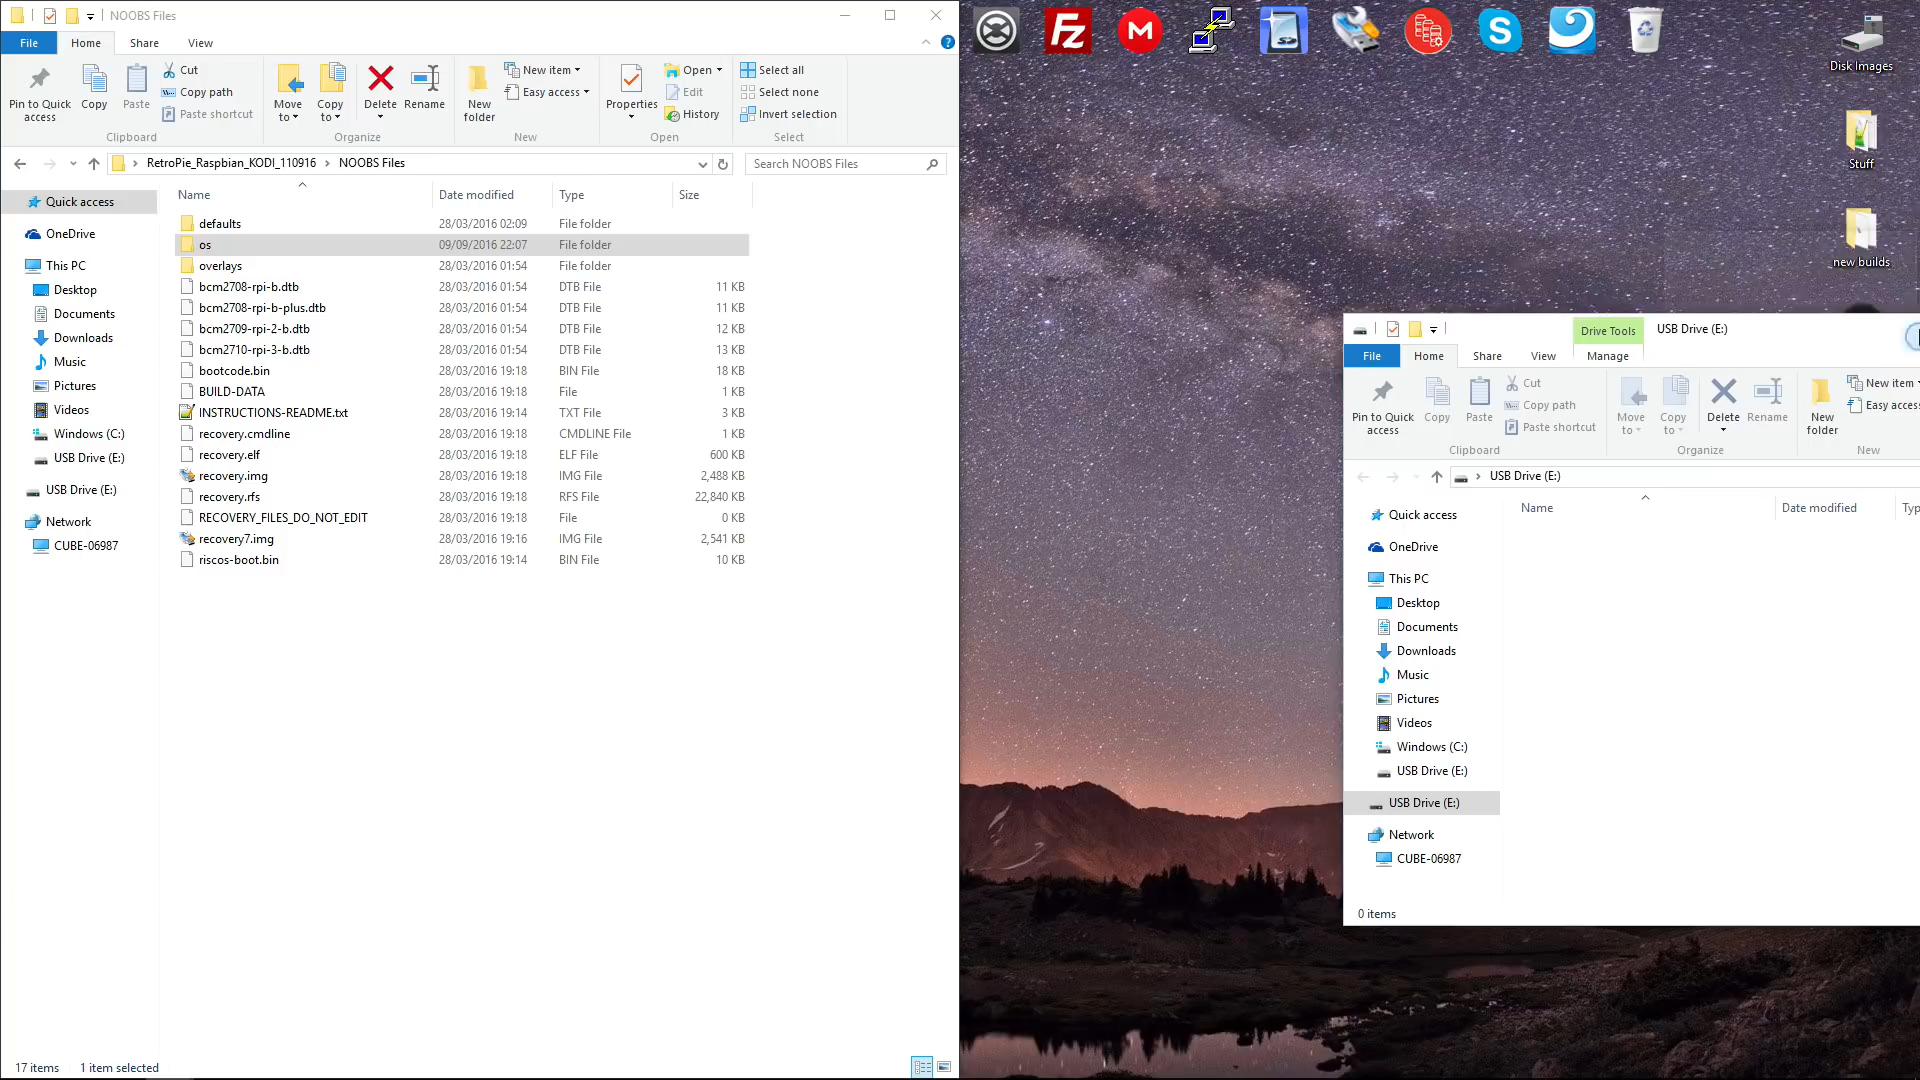 NOOBS Files
File Home Share View
Pin to Quick access
Copy
Paste
Cut
Copy path
Paste shortcut
Move to
Copy to
Delete
Rename
New folder
New item
Easy access
Properties
Open
Edit
History
Select all
Select none
Invert selection
Clipboard Organize New Open Select
RetroPie_Raspbian_KODI_110916 NOOBS Files
Search NOOBS Files
Quick access
OneDrive
This PC
Desktop
Documents
Downloads
Music
Pictures
Videos
Windows (C:)
USB Drive (E:)
USB Drive (E:)
Network
CUBE-06987
Name Date modified Type Size
defaults 28/03/2016 02:09 File folder
os 09/09/2016 22:07 File folder
overlays 28/03/2016 01:54 File folder
bcm2708-rpi-b.dtb 28/03/2016 01:54 DTB File 11 KB
bcm2708-rpi-b-plus.dtb 28/03/2016 01:54 DTB File 11 KB
bcm2709-rpi-2-b.dtb 28/03/2016 01:54 DTB File 12 KB
bcm2710-rpi-3-b.dtb 28/03/2016 01:54 DTB File 13 KB
bootcode.bin 28/03/2016 19:18 BIN File 18 KB
BUILD-DATA 28/03/2016 19:18 File 1 KB
INSTRUCTIONS-README.txt 28/03/2016 19:14 TXT File 3 KB
recovery.cmdline 28/03/2016 19:18 CMDLINE File 1 KB
recovery.elf 28/03/2016 19:18 ELF File 600 KB
recovery.img 28/03/2016 19:18 IMG File 2,488 KB
recovery.rfs 28/03/2016 19:18 RFS File 22,840 KB
RECOVERY_FILES_DO_NOT_EDIT 28/03/2016 19:18 File 0 KB
recovery7.img 28/03/2016 19:16 IMG File 2,541 KB
riscos-boot.bin 28/03/2016 19:14 BIN File 10 KB
17 items 1 item selected
Fz
M
SD
S
Disk Images
Stuff
new builds
Drive Tools USB Drive (E:)
File Home Share View Manage
Pin to Quick access
Copy
Paste
Cut
Copy path
Paste shortcut
Move to
Copy to
Delete
Rename
New folder
New item
Easy access
Clipboard Organize New
USB Drive (E:)
Name Date modified Typ
Quick access
OneDrive
This PC
Desktop
Documents
Downloads
Music
Pictures
Videos
Windows (C:)
USB Drive (E:)
USB Drive (E:)
Network
CUBE-06987
0 items